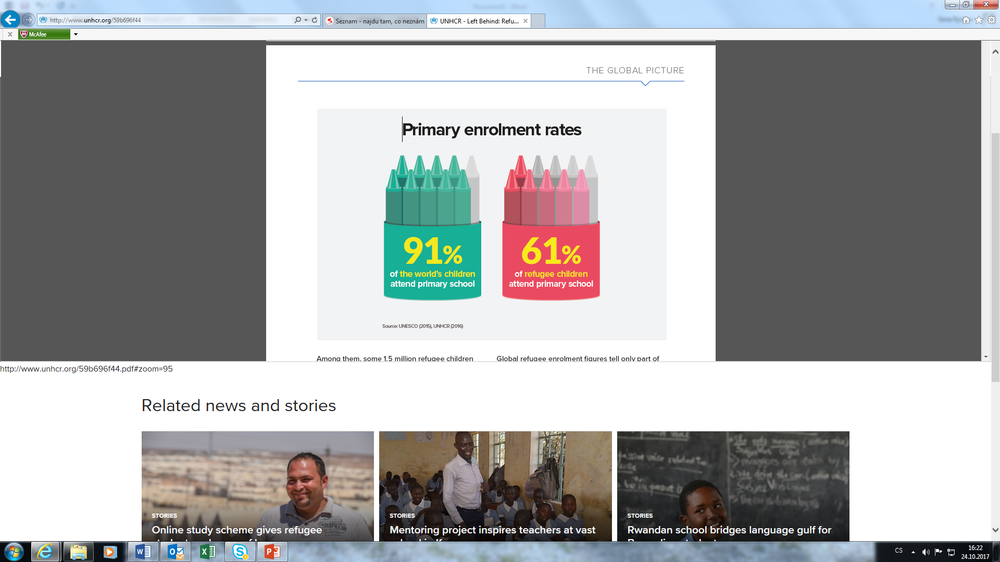 http://www.unhcr.org/59b696f44
Seznam - najdu tam, co neznám
UNHCR - Left Behind: Refu...
McAfee
THE GLOBAL PICTURE
Primary enrolment rates
91%
of the world's children
attend primary school
61%
of refugee children
attend primary school
Source: UNESCO (2015), UNHCR (2016)
Among them, some 1.5 million refugee children
Global refugee enrolment figures tell only part of
http://www.unhcr.org/59b696f44.pdf#zoom=95
Related news and stories
STORIES
Online study scheme gives refugee
STORIES
Mentoring project inspires teachers at vast
STORIES
Rwandan school bridges language gulf for
CS
16:22
24.10.2017